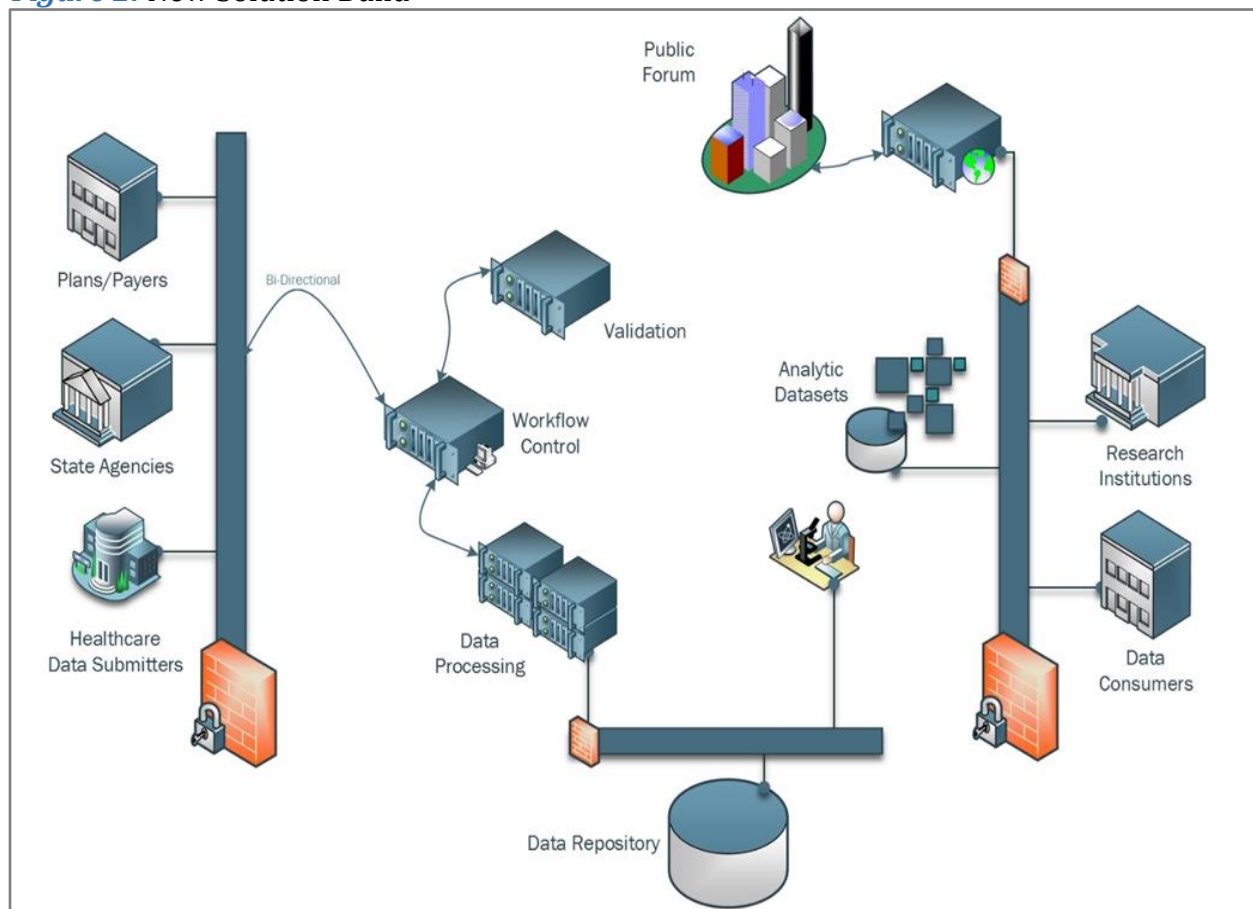 Public
Forum
Plans/Payers
Bi-Directional
Validation
Analytic
Datasets
Workflow
Control
State Agencies
Research
Institutions
Healthcare
Data Submitters
Data
Processing
Data
Consumers
Data Repository